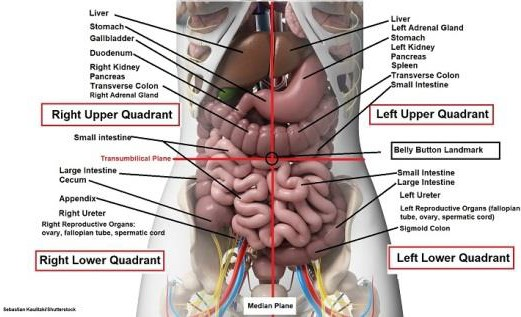 Liver
Stomach
Gallbladder
Duodenum
Right Kidney
Pancreas
Transverse Colon
Right Adrenal Gland
Right Upper Quadrant
Small intestine
Transumbilical Plane
Large Intestine
Cecum
Appendix
Right Ureter
Right Reproductive Organs:
ovary, fallopian tube, spermatic cord
Right Lower Quadrant
Liver
Left Adrenal Gland
Stomach
Left Kidney
Pancreas
Spleen
Transverse Colon
Small Intestine
Left Upper Quadrant
Belly Button Landmark
Small Intestine
Large Intestine
Left Ureter
Left Reproductive Organs (fallopian
tube, ovary, spermatic cord)
Sigmoid Colon
Left Lower Quadrant
Median Plane
Sebastian Kaulitzki/Shutterstock